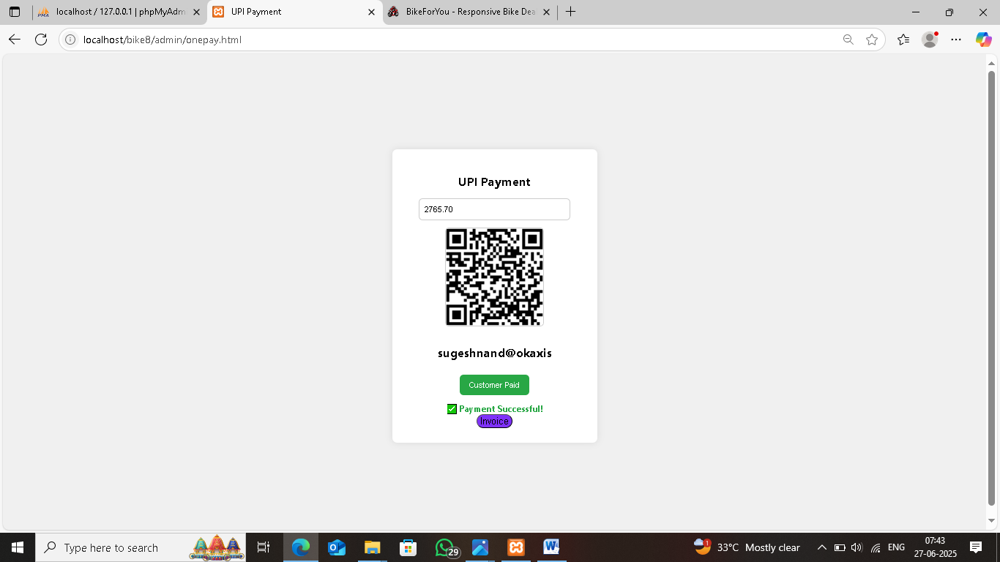 localhost / 127.0.0.1 | phpMyAdm
UPI Payment
BikeForYou - Responsive Bike Dea
localhost/bike8/admin/onepay.html
UPI Payment
2765.70
sugeshnand@okaxis
Customer Paid
Payment Successful!
Invoice
Type here to search
29
1
33°C Mostly clear
ENG
07:43
27-06-2025